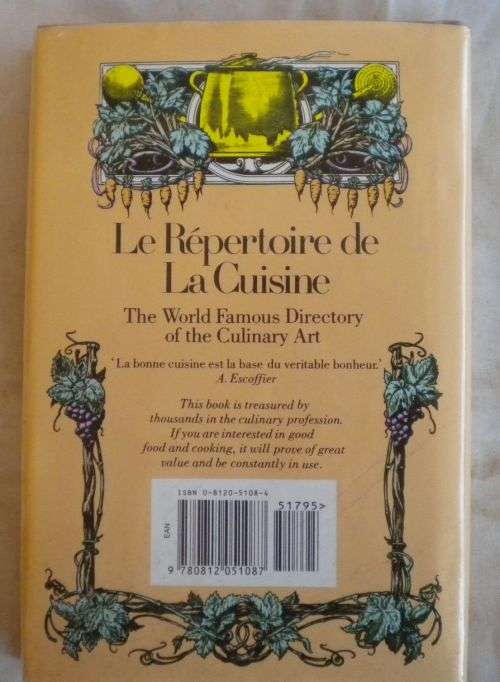 Le Répertoire de
La Cuisine
The World Famous Directory
of the Culinary Art
'La bonne cuisine est la base du veritable bonheur.'
A. Escoffier
This book is treasured by
thousands in the culinary profession.
If you are interested in good
food and cooking, it will prove of great
value and be constantly in use.
ISBN 0-8120-5108-4
51795>
EAN
9 780812 051087